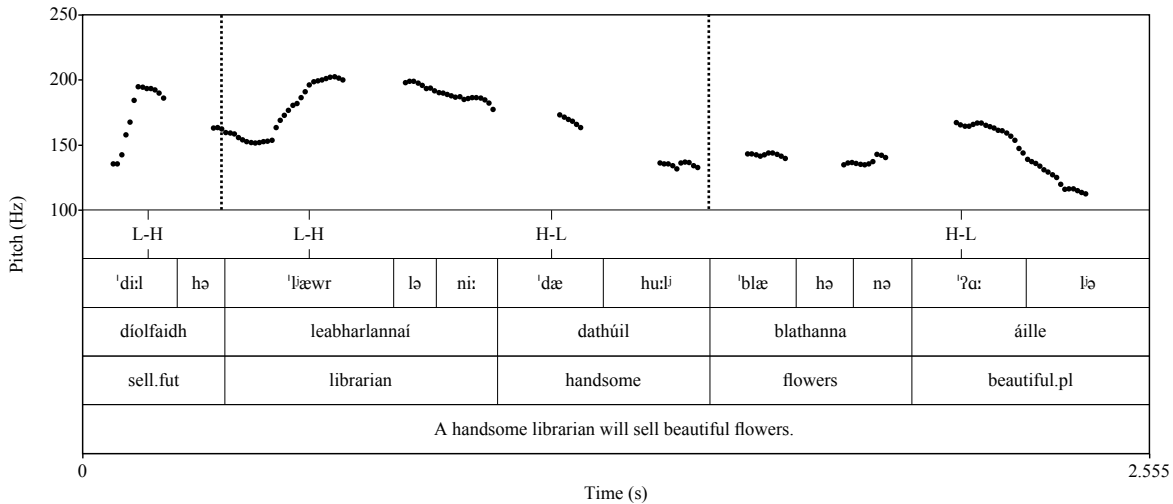 250
200
150
100
Pitch (Hz)
L-H L-H H-L H-L
ˈdiːl hə ˈlʲæwr lə niː ˈdæ huːlʲ ˈblæ hə nə ˈʔɑː lʲə
díolfaidh leabharlannaí dathúil blathanna áille
sell.fut librarian handsome flowers beautiful.pl
A handsome librarian will sell beautiful flowers.
0 2.555
Time (s)